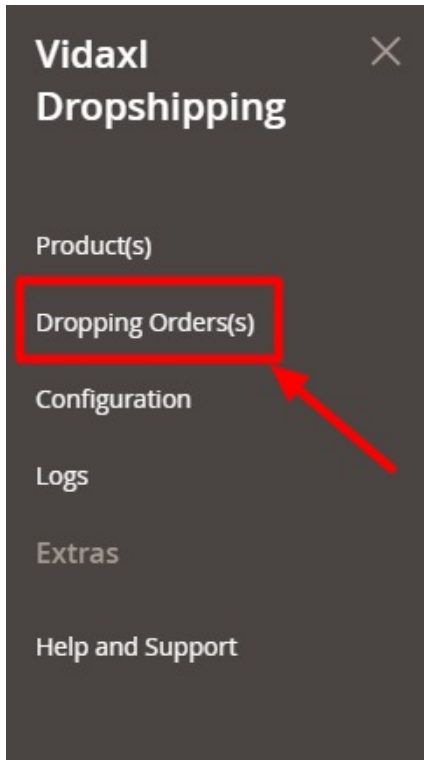 Vidaxl
Dropshipping
Product(s)
Dropping Orders(s)
Configuration
Logs
Extras
Help and Support